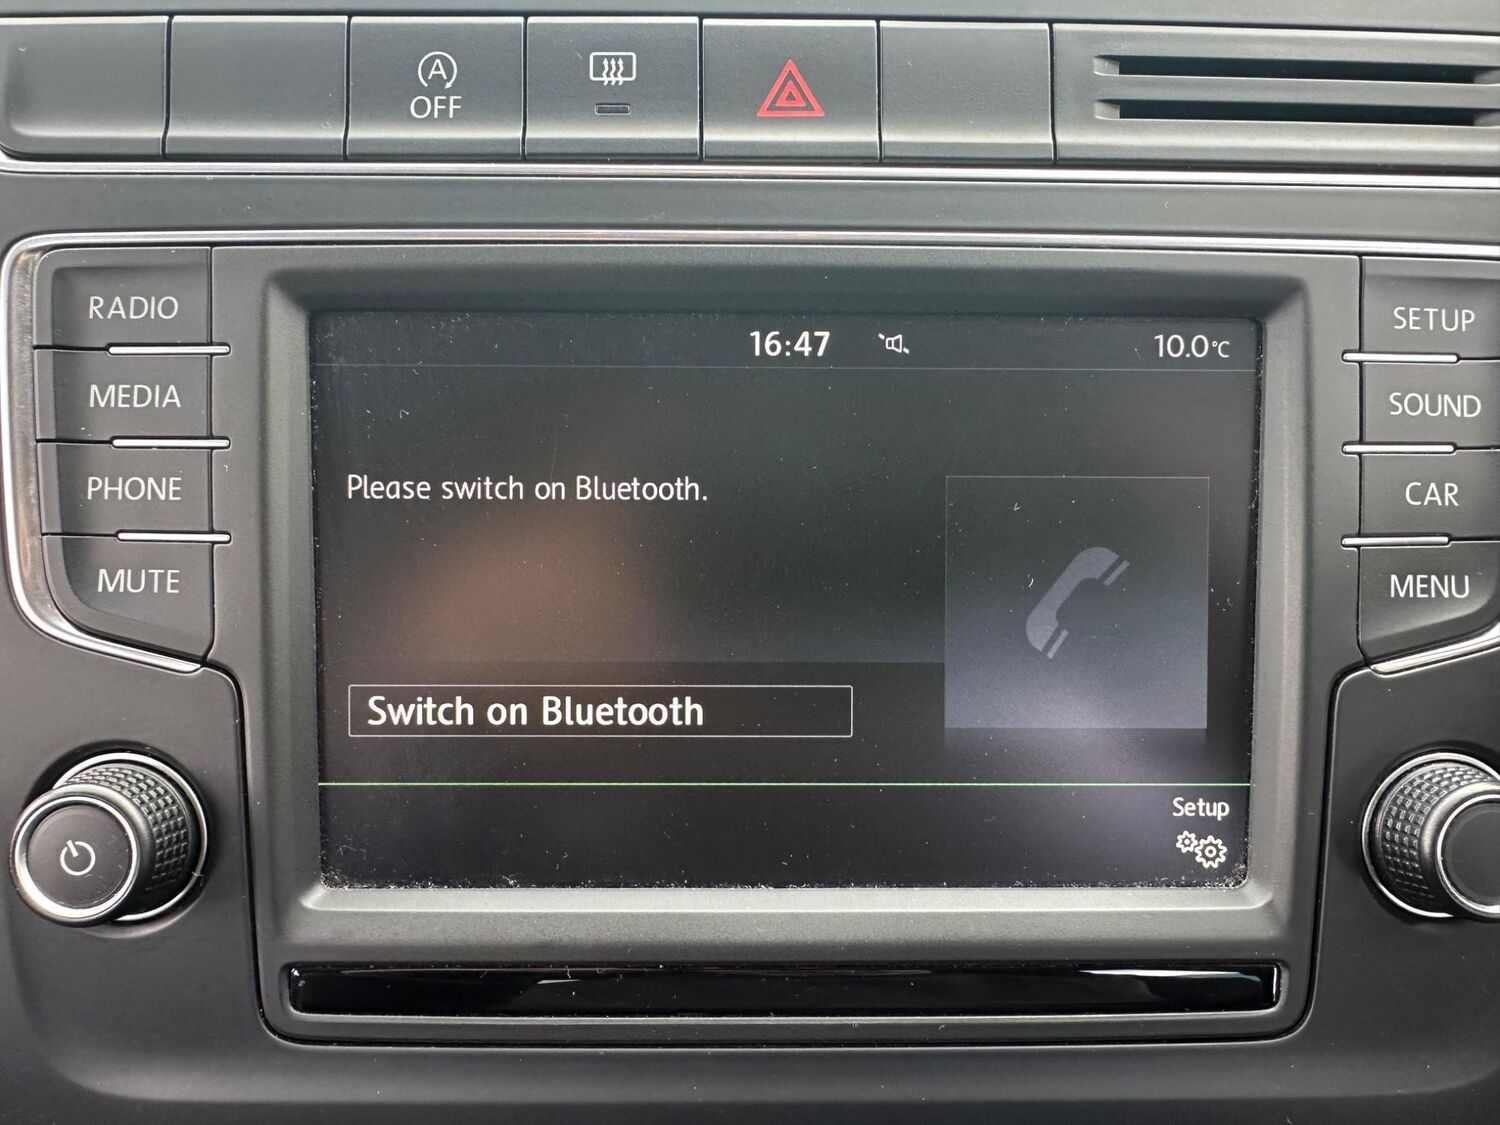 A
OFF
RADIO
MEDIA
PHONE
MUTE
16:47
10.0°C
Please switch on Bluetooth.
Switch on Bluetooth
Setup
SETUP
SOUND
CAR
MENU